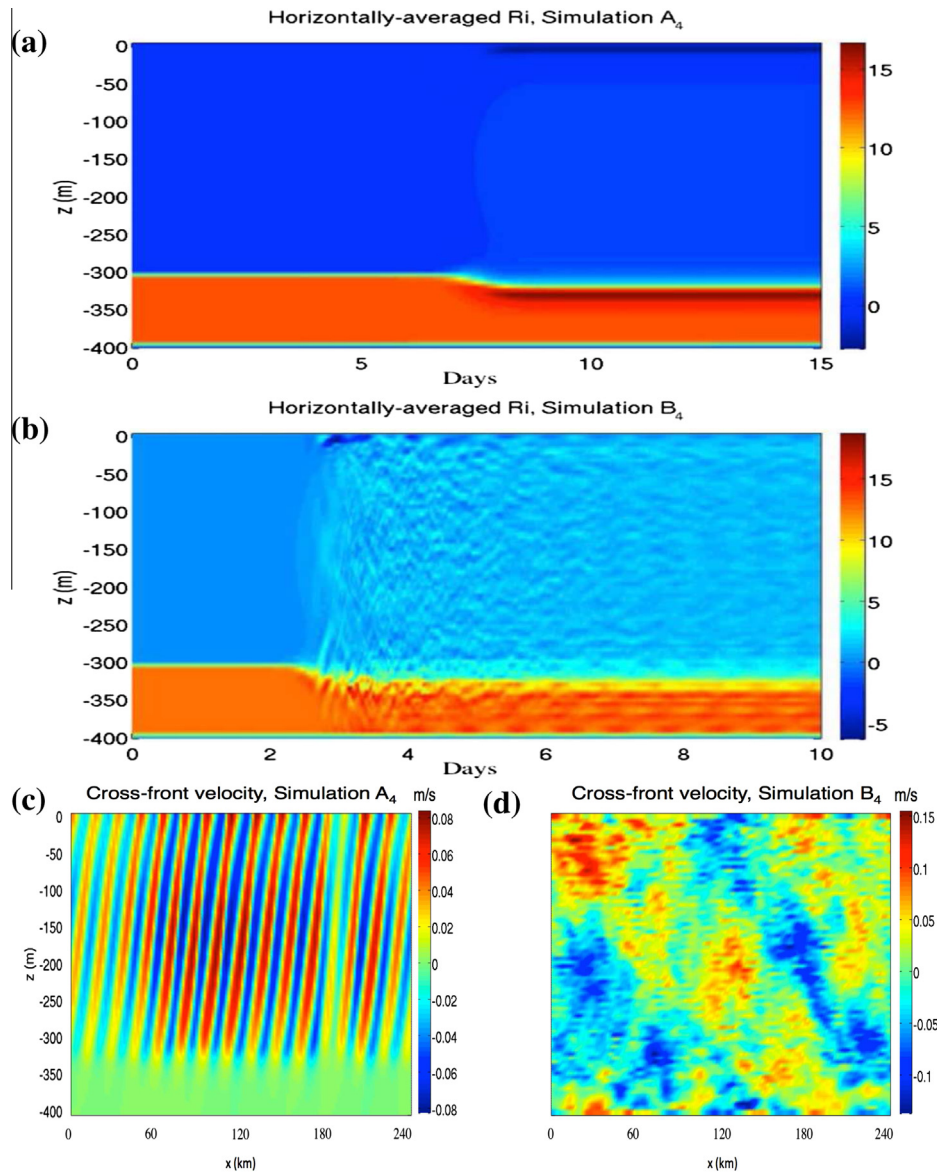 (a)
Horizontally-averaged Ri, Simulation A4
0
-50
-100
-150
-200
-250
-300
-350
-400
z (m)
0 5 10 15
Days
15
10
5
0
(b)
Horizontally-averaged Ri, Simulation B4
0
-50
-100
-150
-200
-250
-300
-350
-400
z (m)
0 2 4 6 8 10
Days
15
10
5
0
-5
(c)
Cross-front velocity, Simulation A4 m/s
0
-50
-100
-150
-200
-250
-300
-350
-400
z (m)
0 60 120 180 240
x (km)
0.08
0.06
0.04
0.02
0
-0.02
-0.04
-0.06
-0.08
(d)
Cross-front velocity, Simulation B4 m/s
0 60 120 180 240
x (km)
0.15
0.10
0.05
0
-0.05
-0.1